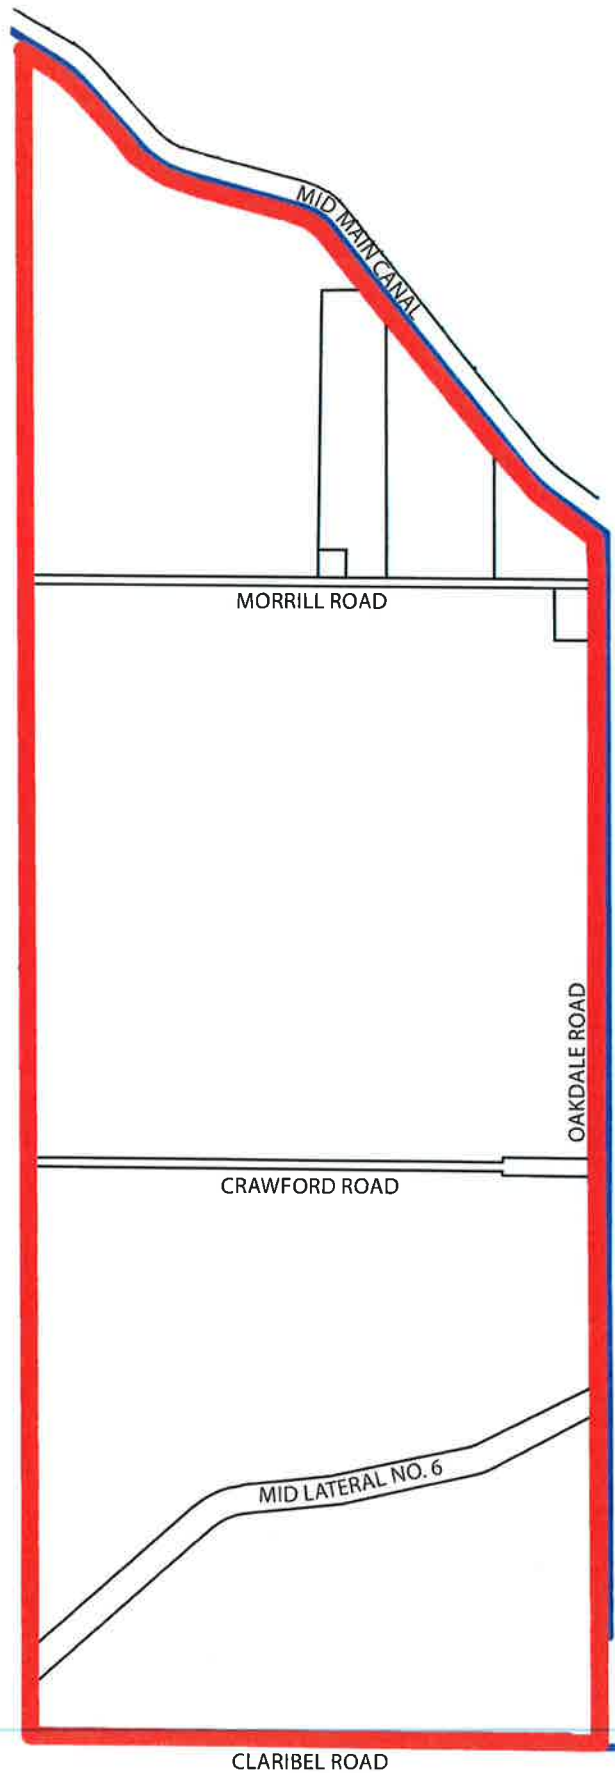 MID MAIN CANAL
MORRILL ROAD
OAKDALE ROAD
CRAWFORD ROAD
MID LATERAL NO. 6
CLARIBEL ROAD